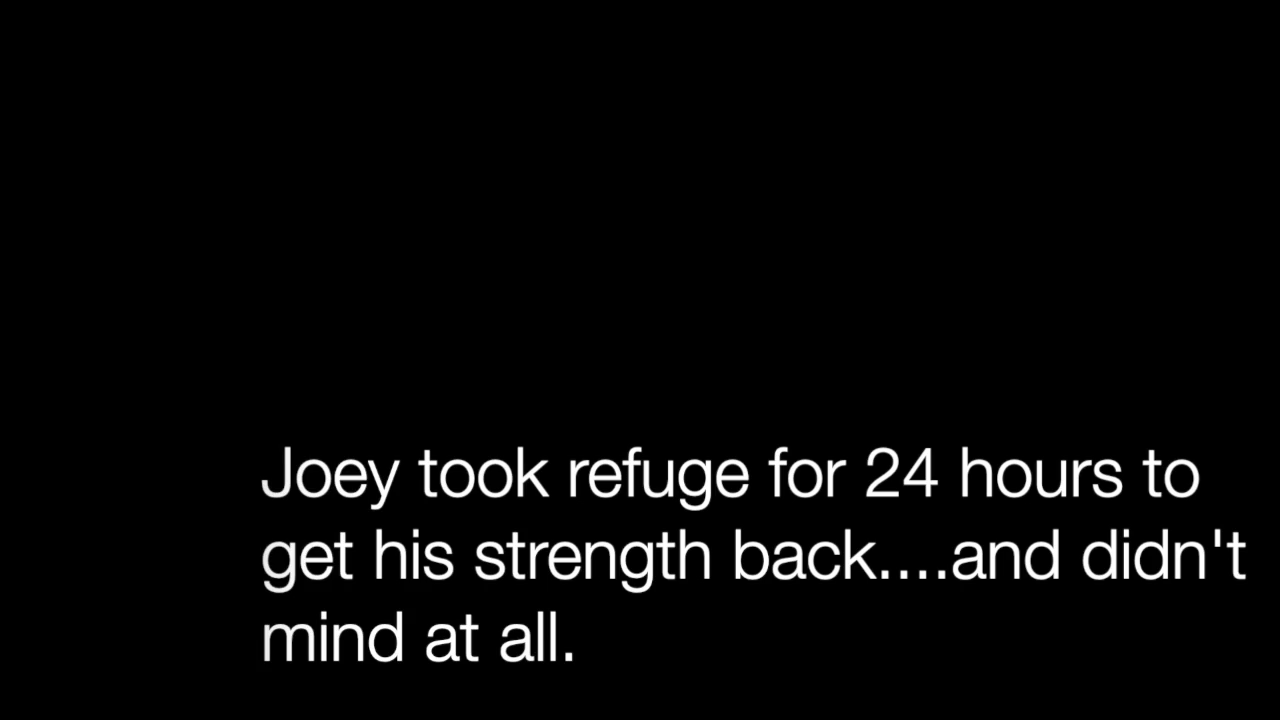 Joey took refuge for 24 hours to
get his strength back....and didn't
mind at all.